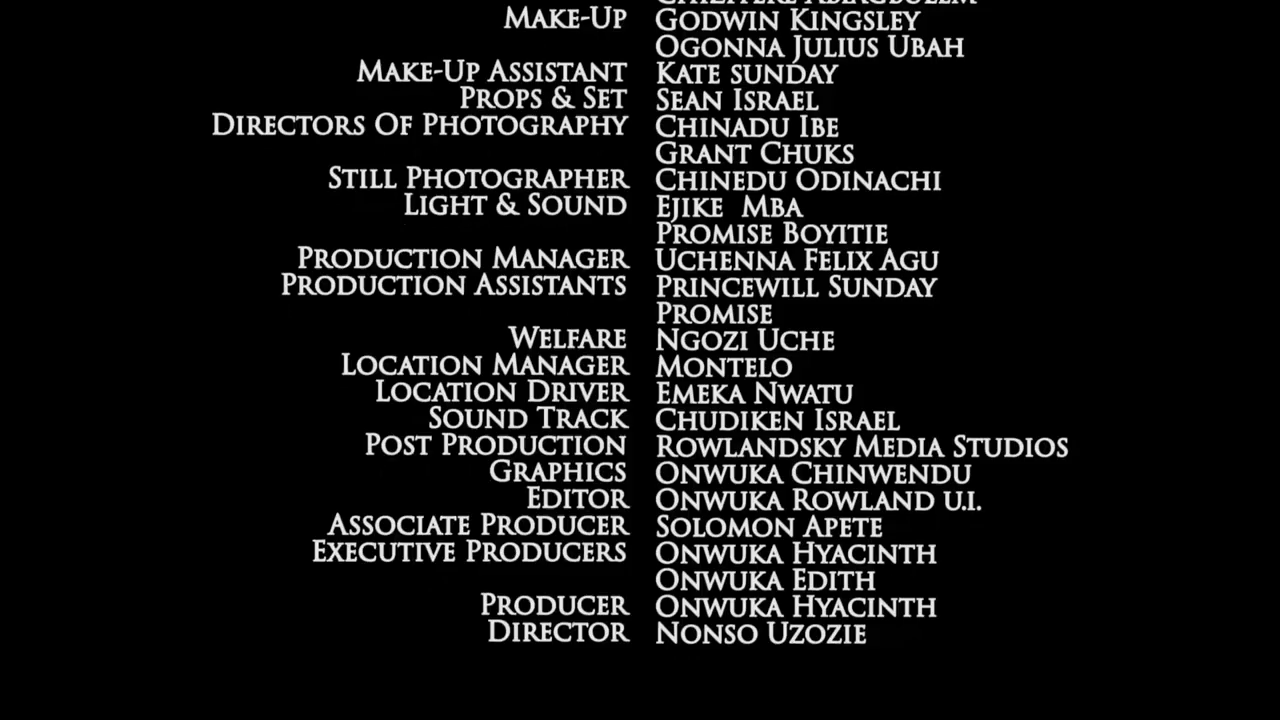 Make-Up Godwin Kingsley
Ogonna Julius Ubah
Make-Up Assistant Kate sunday
Props & Set Sean Israel
Directors Of Photography Chinadu Ibe
Grant Chuks
Still Photographer Chinedu Odinachi
Light & Sound Ejike Mba
Promise Boyitie
Production Manager Uchenna Felix Agu
Production Assistants Princewill Sunday
Promise
Welfare Ngozi Uche
Location Manager Montelo
Location Driver Emeka Nwatu
Sound Track Chudiken Israel
Post Production Rowlandsky Media Studios
Graphics Onwuka Chinwendu
Editor Onwuka Rowland u.i.
Associate Producer Solomon Apete
Executive Producers Onwuka Hyacinth
Onwuka Edith
Producer Onwuka Hyacinth
Director Nonso Uzozie